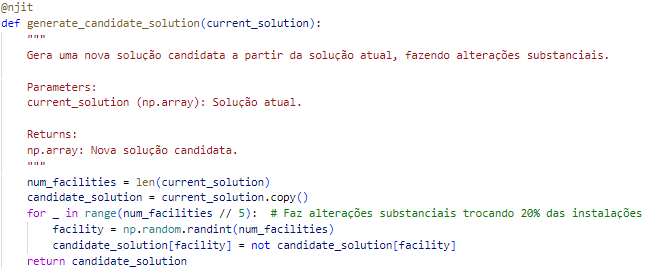 @njit
def generate_candidate_solution(current_solution):
    """
    Gera uma nova solução candidata a partir da solução atual, fazendo alterações substanciais.

    Parameters:
    current_solution (np.array): Solução atual.

    Returns:
    np.array: Nova solução candidata.
    """
    num_facilities = len(current_solution)
    candidate_solution = current_solution.copy()
    for _ in range(num_facilities // 5):  # Faz alterações substanciais trocando 20% das instalações
        facility = np.random.randint(num_facilities)
        candidate_solution[facility] = not candidate_solution[facility]
    return candidate_solution